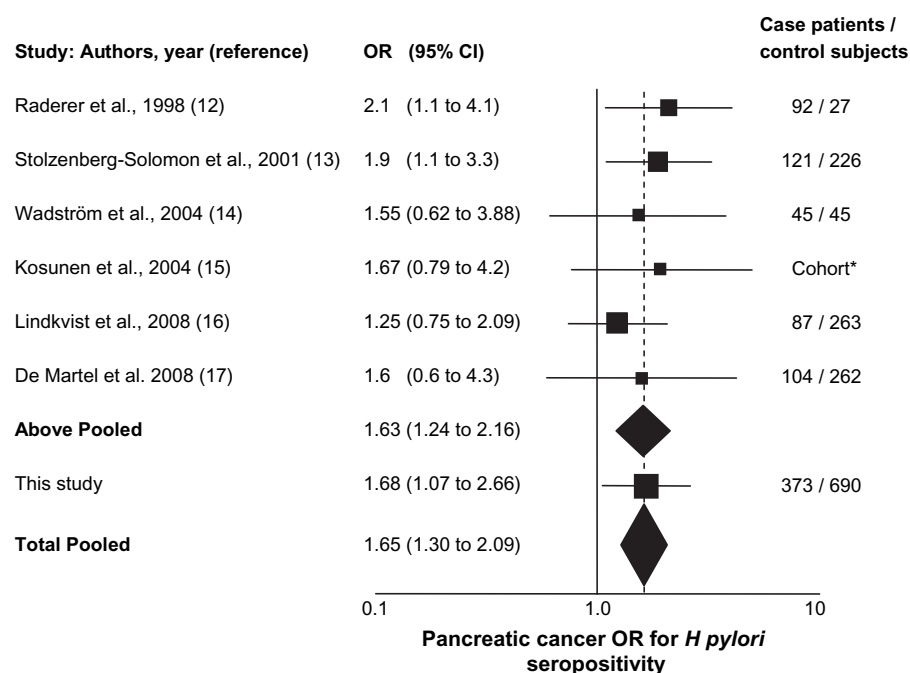 Study: Authors, year (reference) OR (95% CI) Case patients / control subjects
Raderer et al., 1998 (12) 2.1 (1.1 to 4.1) 92 / 27
Stolzenberg-Solomon et al., 2001 (13) 1.9 (1.1 to 3.3) 121 / 226
Wadström et al., 2004 (14) 1.55 (0.62 to 3.88) 45 / 45
Kosunen et al., 2004 (15) 1.67 (0.79 to 4.2) Cohort*
Lindkvist et al., 2008 (16) 1.25 (0.75 to 2.09) 87 / 263
De Martel et al. 2008 (17) 1.6 (0.6 to 4.3) 104 / 262
Above Pooled 1.63 (1.24 to 2.16)
This study 1.68 (1.07 to 2.66) 373 / 690
Total Pooled 1.65 (1.30 to 2.09)
0.1 1.0 10
Pancreatic cancer OR for H pylori
seropositivity